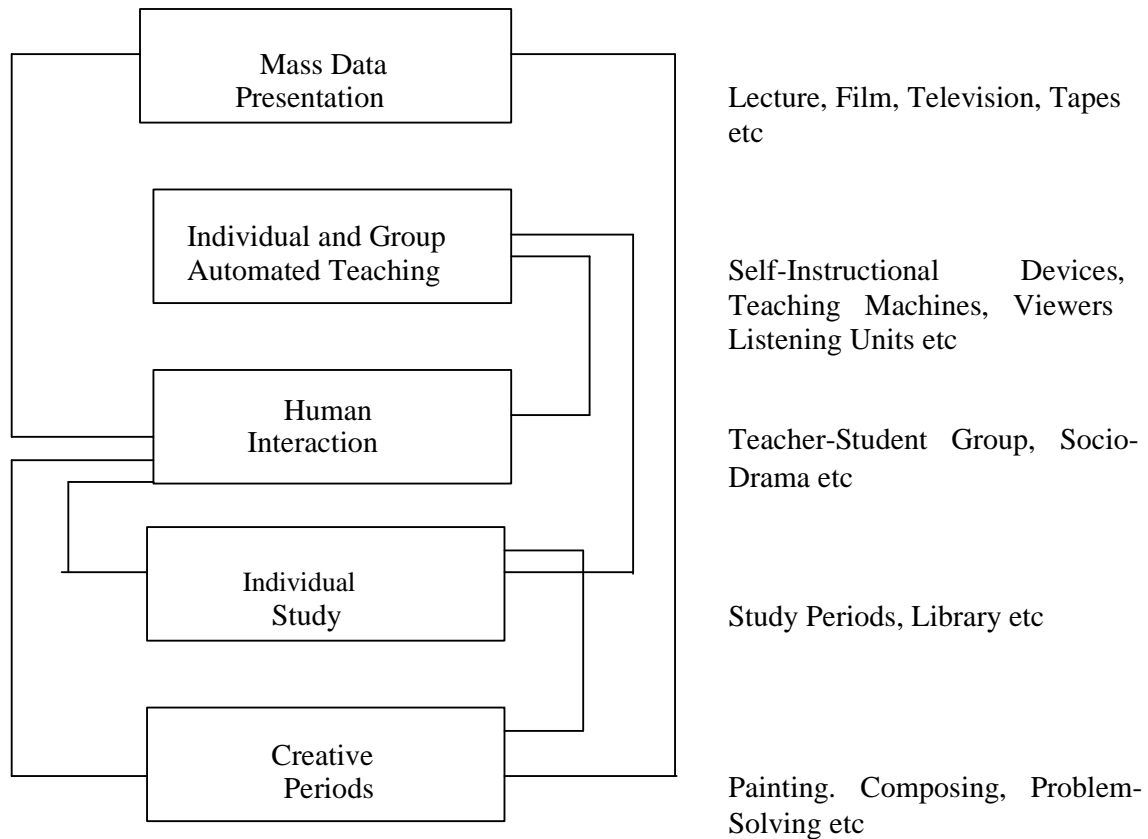 Mass Data
Presentation
Lecture, Film, Television, Tapes
etc
Individual and Group
Automated Teaching
Self-Instructional Devices,
Teaching Machines, Viewers
Listening Units etc
Human
Interaction
Teacher-Student Group, Socio-
Drama etc
Individual
Study
Study Periods, Library etc
Creative
Periods
Painting. Composing, Problem-
Solving etc